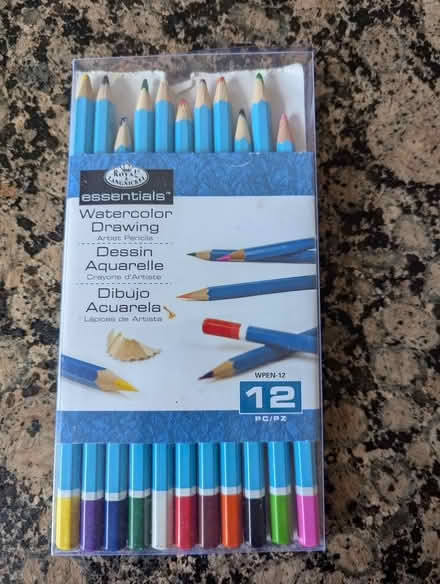 ROYAL &
LANGNICKEL
essentials™
Watercolor
Drawing
Artist Pencils
Dessin
Aquarelle
Crayons d'Artiste
Dibujo
Acuarela
Lápices de Artista
WPEN-12
12
PC/PZ